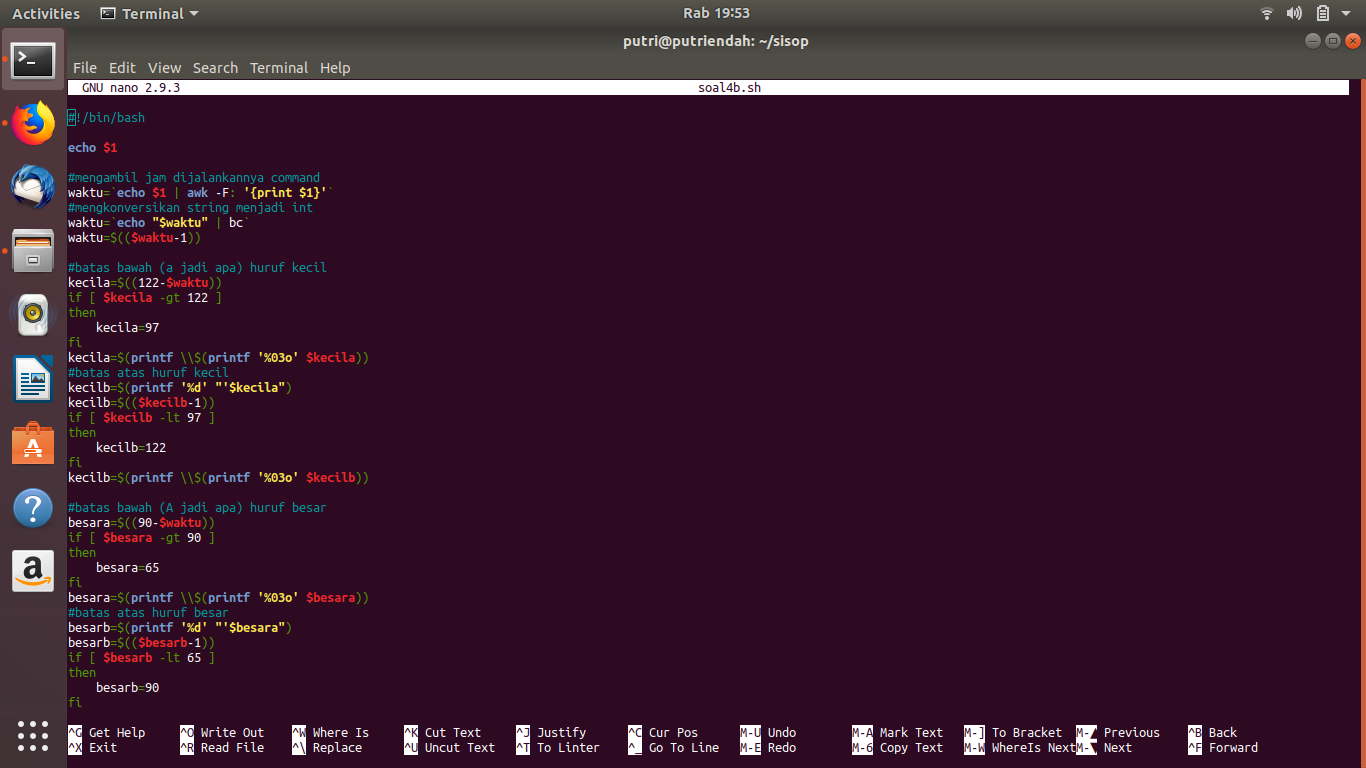 Activities Terminal Rab 19:53
putri@putriendah: ~/sisop
File Edit View Search Terminal Help
GNU nano 2.9.3 soal4b.sh
#!/bin/bash
echo $1
#mengambil jam dijalankannya command
waktu=`echo $1 | awk -F: '{print $1}'`
#mengkonversikan string menjadi int
waktu=`echo "$waktu" | bc`
waktu=$(($waktu-1))
#batas bawah (a jadi apa) huruf kecil
kecila=$((122-$waktu))
if [ $kecila -gt 122 ]
then
    kecila=97
fi
kecila=$(printf \\$(printf '%03o' $kecila))
#batas atas huruf kecil
kecilb=$(printf '%d' "'$kecila")
kecilb=$(($kecilb-1))
if [ $kecilb -lt 97 ]
then
    kecilb=122
fi
kecilb=$(printf \\$(printf '%03o' $kecilb))
#batas bawah (A jadi apa) huruf besar
besara=$((90-$waktu))
if [ $besara -gt 90 ]
then
    besara=65
fi
besara=$(printf \\$(printf '%03o' $besara))
#batas atas huruf besar
besarb=$(printf '%d' "'$besara")
besarb=$(($besarb-1))
if [ $besarb -lt 65 ]
then
    besarb=90
fi
^G Get Help ^O Write Out ^W Where Is ^K Cut Text ^J Justify ^C Cur Pos M-U Undo M-A Mark Text M-] To Bracket M-▲ Previous ^B Back
^X Exit ^R Read File ^\ Replace ^U Uncut Text ^T To Linter ^_ Go To Line M-E Redo M-6 Copy Text M-W WhereIs Next M-▼ Next ^F Forward